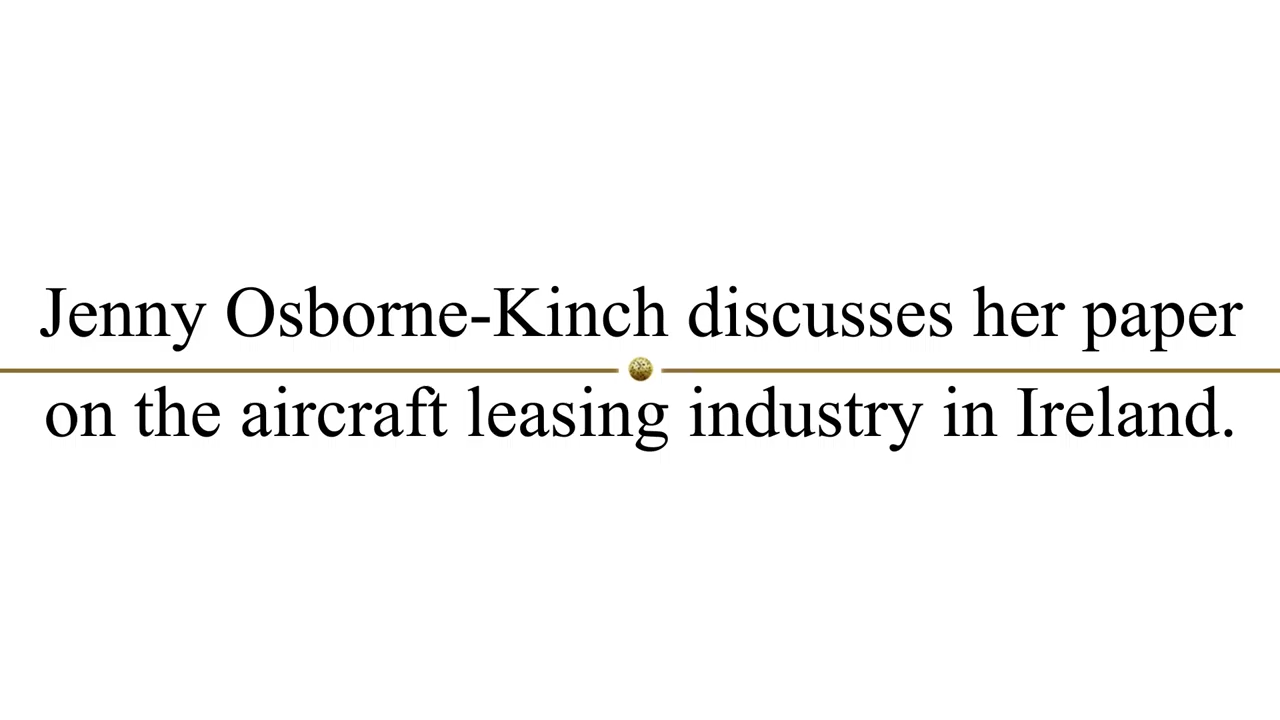 Jenny Osborne-Kinch discusses her paper
on the aircraft leasing industry in Ireland.